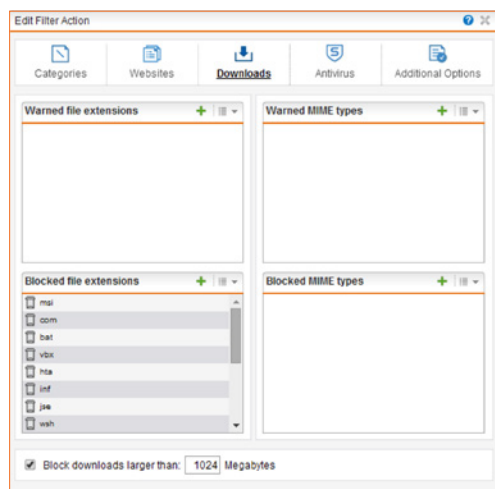 Edit Filter Action
Categories
Websites
Downloads
Antivirus
Additional Options
Warned file extensions
Warned MIME types
Blocked file extensions
Blocked MIME types
msi
com
bat
vbx
hta
inf
jse
wsh
Block downloads larger than: 1024 Megabytes